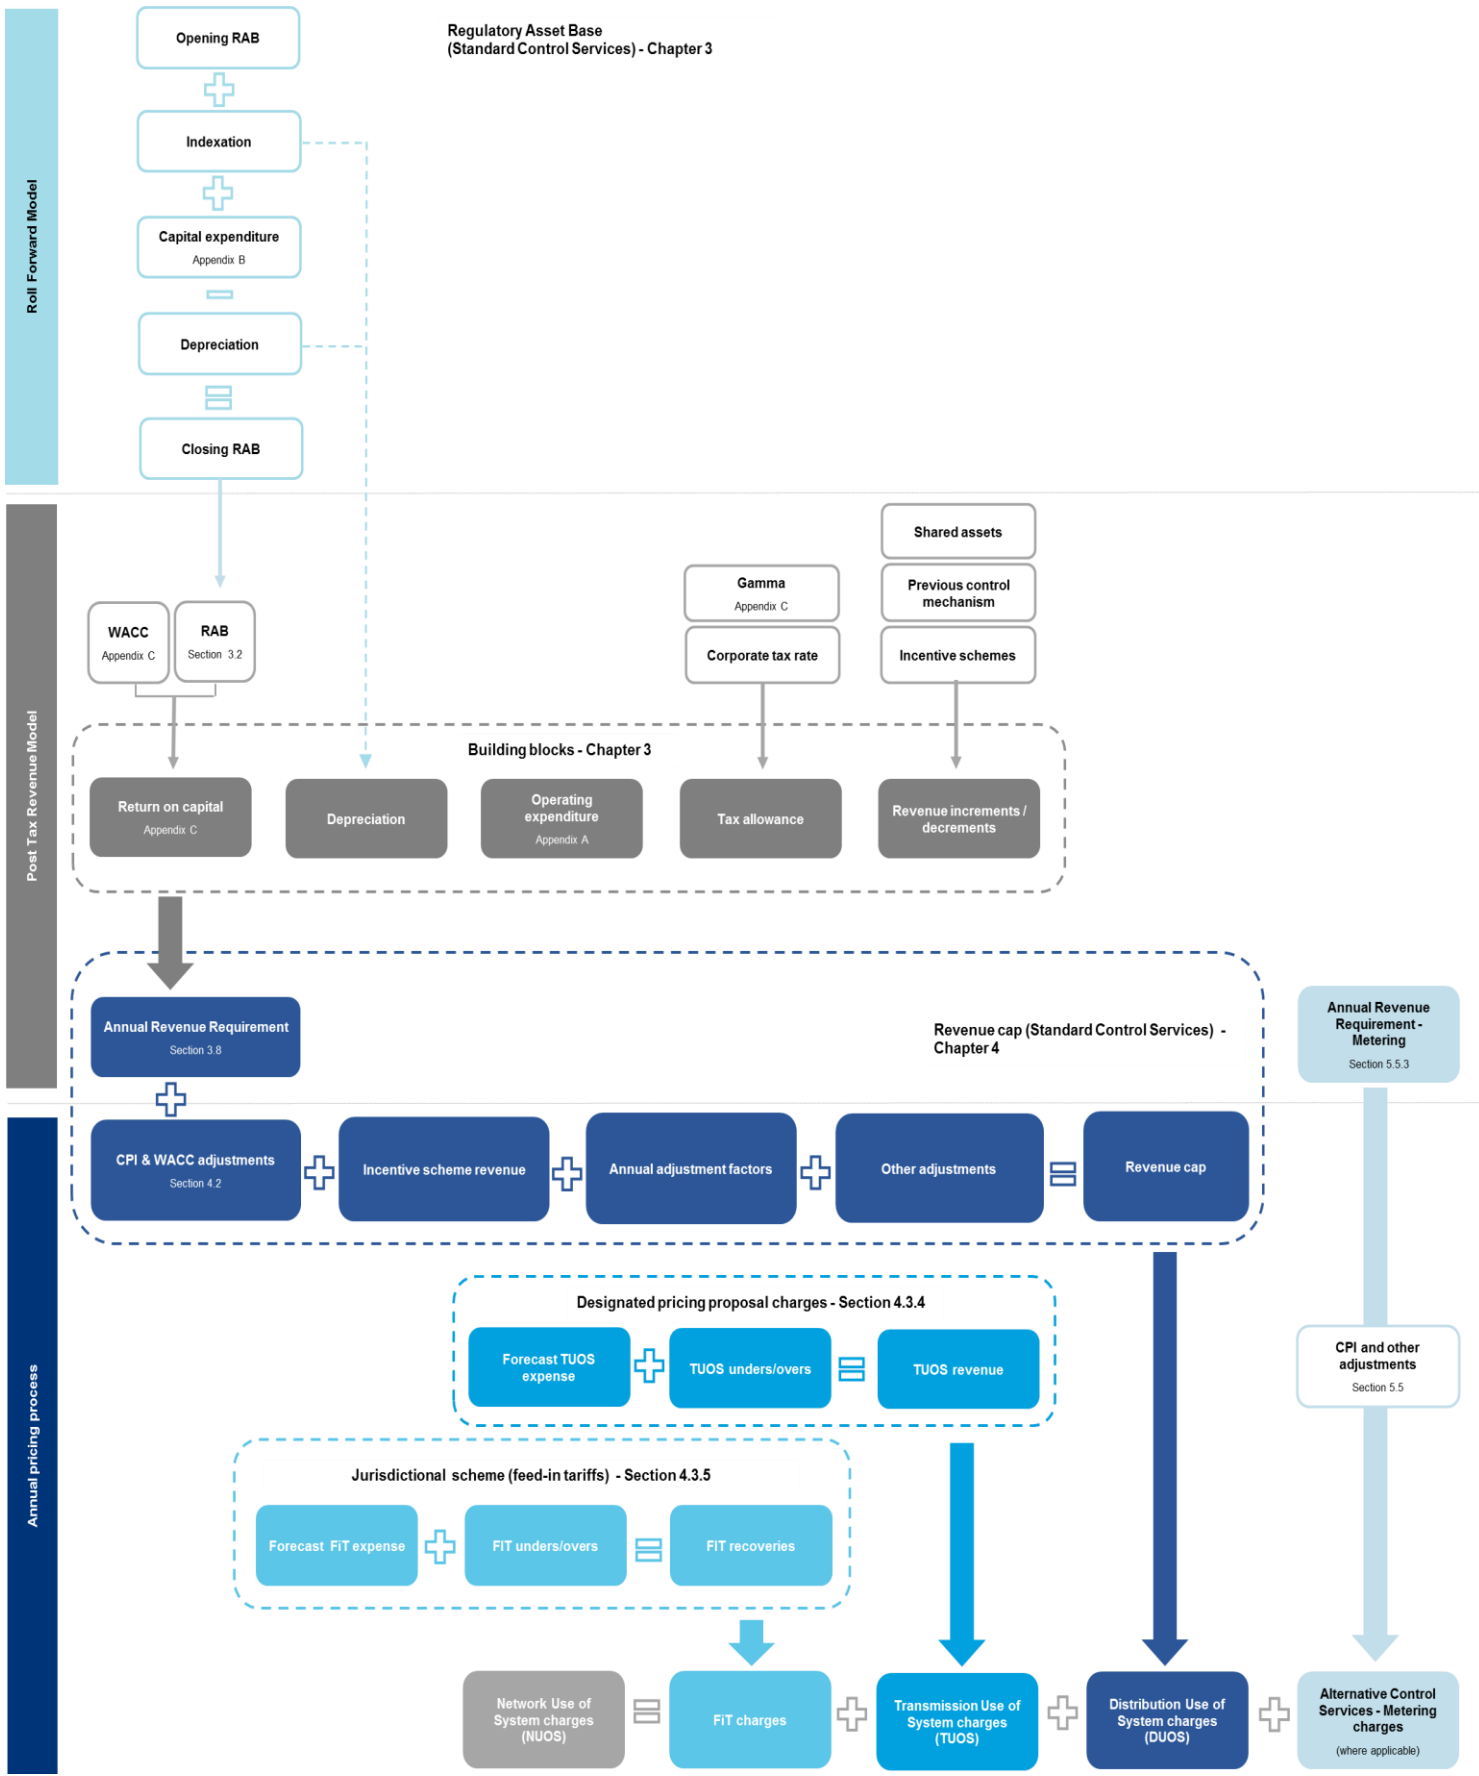 Roll Forward Model
Opening RAB
Regulatory Asset Base
(Standard Control Services) - Chapter 3
Indexation
Capital expenditure
Appendix B
Depreciation
Closing RAB
Post Tax Revenue Model
WACC
Appendix C
RAB
Section 3.2
Gamma
Appendix C
Corporate tax rate
Shared assets
Previous control
mechanism
Incentive schemes
Building blocks - Chapter 3
Return on capital
Appendix C
Depreciation
Operating
expenditure
Appendix A
Tax allowance
Revenue increments /
decrements
Annual Revenue Requirement
Section 3.8
Revenue cap (Standard Control Services) -
Chapter 4
Annual Revenue
Requirement -
Metering
Section 5.5.3
Annual pricing process
CPI & WACC adjustments
Section 4.2
Incentive scheme revenue
Annual adjustment factors
Other adjustments
Revenue cap
Designated pricing proposal charges - Section 4.3.4
Forecast TUOS
expense
TUOS unders/overs
TUOS revenue
CPI and other
adjustments
Section 5.5
Jurisdictional scheme (feed-in tariffs) - Section 4.3.5
Forecast FiT expense
FIT unders/overs
FIT recoveries
Network Use of
System charges
(NUOS)
FiT charges
Transmission Use of
System charges
(TUOS)
Distribution Use of
System charges
(DUOS)
Alternative Control
Services - Metering
charges
(where applicable)